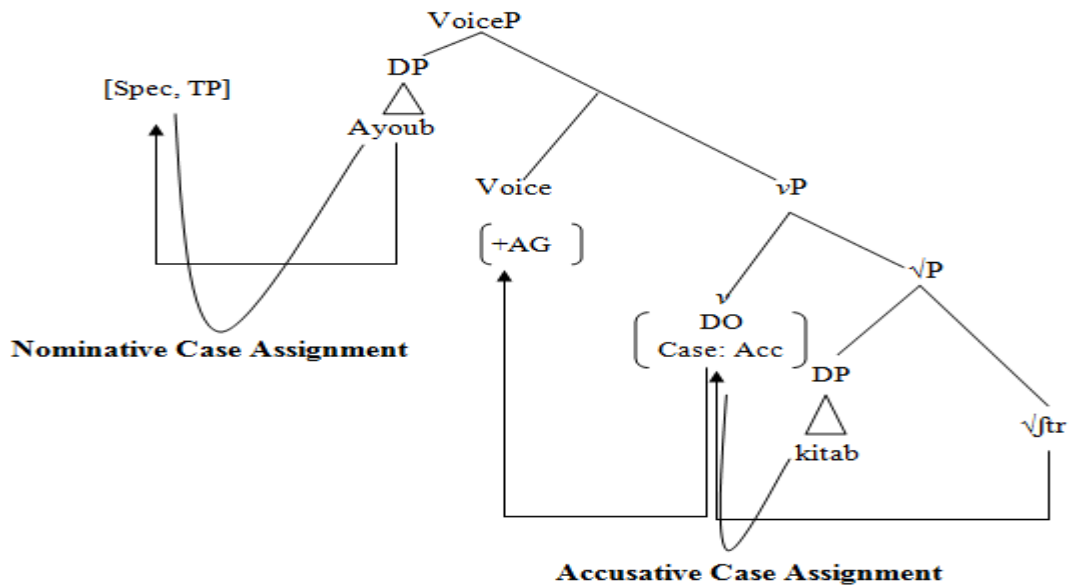 VoiceP
DP
[Spec, TP]
Ayoub
Voice
vP
[+AG ]
√P
v
DO
Nominative Case Assignment
Case: Acc
DP
√ʃtr
kitab
Accusative Case Assignment